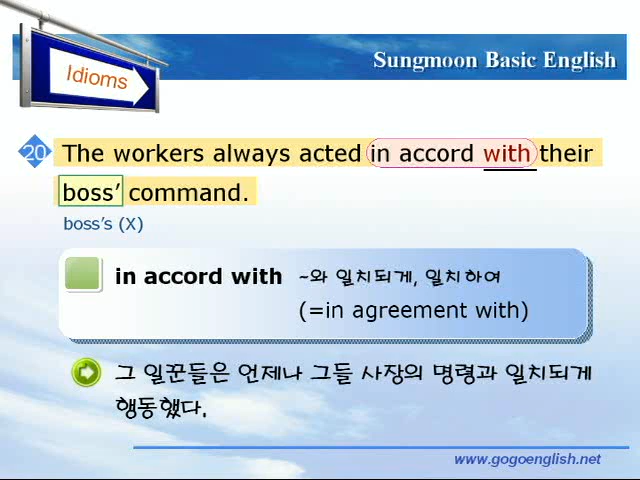 Idioms
Sungmoon Basic English
20 The workers always acted in accord with their
boss’ command.
boss’s (X)
in accord with ~와 일치되게, 일치하여
(=in agreement with)
그 일꾼들은 언제나 그들 사장의 명령과 일치되게
행동했다.
www.gogoenglish.net